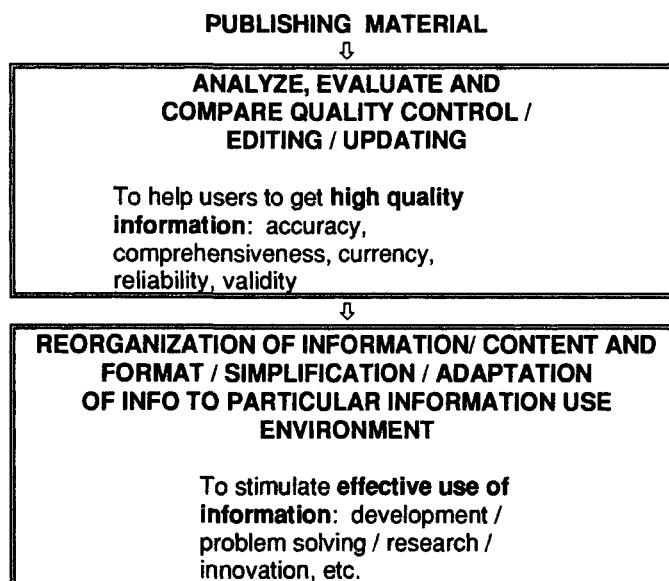 PUBLISHING MATERIAL
⇩
ANALYZE, EVALUATE AND
COMPARE QUALITY CONTROL /
EDITING / UPDATING
To help users to get high quality
information: accuracy,
comprehensiveness, currency,
reliability, validity
⇩
REORGANIZATION OF INFORMATION/ CONTENT AND
FORMAT / SIMPLIFICATION / ADAPTATION
OF INFO TO PARTICULAR INFORMATION USE
ENVIRONMENT
To stimulate effective use of
information: development /
problem solving / research /
innovation, etc.